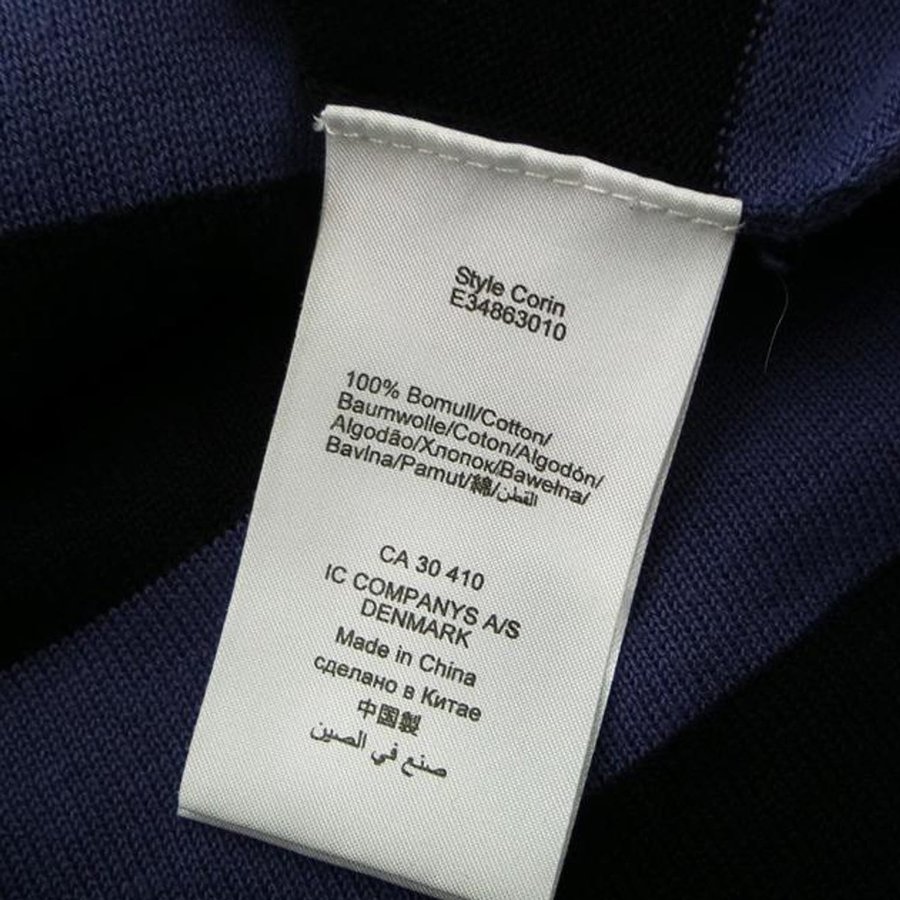 Style Corin
E34863010
100% Bomull/Cotton/
Baumwolle/Coton/Algodón/
Algodão/Хлопок/Bawełna/
Bavlna/Pamut/綿/القطن
CA 30 410
IC COMPANYS A/S
DENMARK
Made in China
сделано в Китае
中国製
صنع في الصين